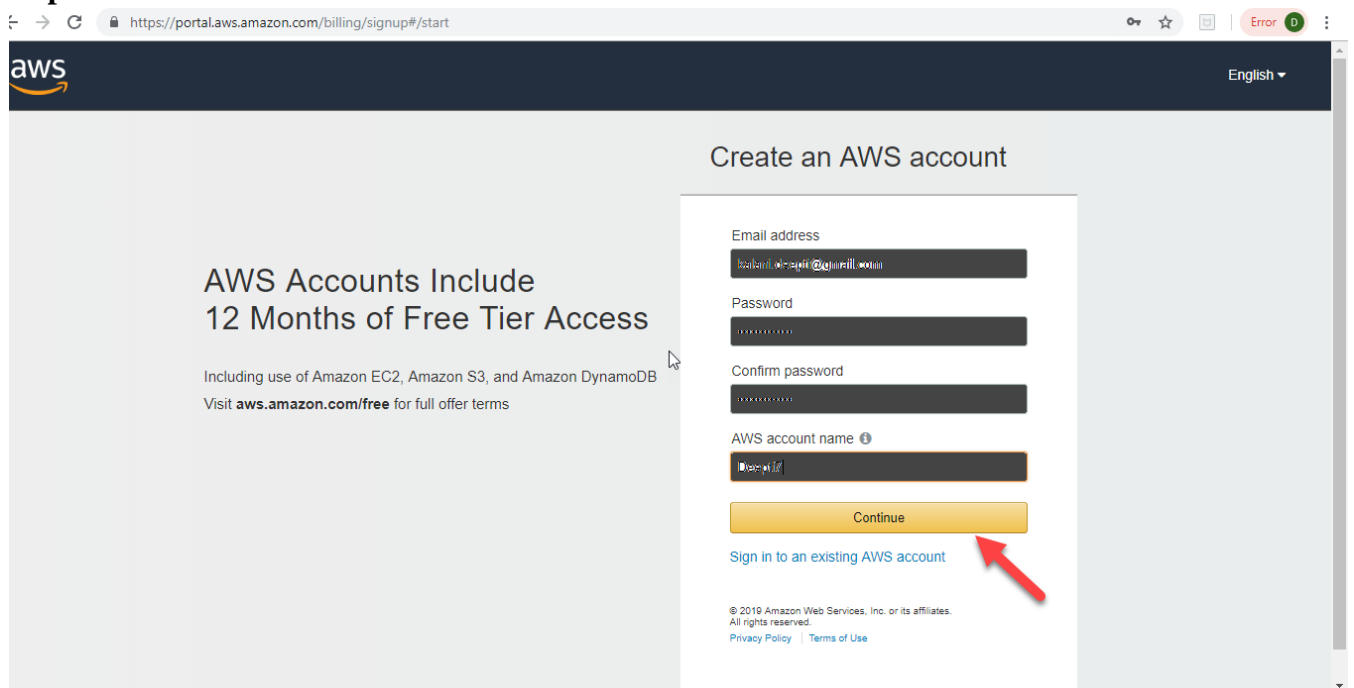 https://portal.aws.amazon.com/billing/signup#/start
Error D
aws
English
Create an AWS account
AWS Accounts Include
12 Months of Free Tier Access
Including use of Amazon EC2, Amazon S3, and Amazon DynamoDB
Visit aws.amazon.com/free for full offer terms
Email address
Password
Confirm password
AWS account name
Continue
Sign in to an existing AWS account
© 2019 Amazon Web Services, Inc. or its affiliates.
All rights reserved.
Privacy Policy | Terms of Use